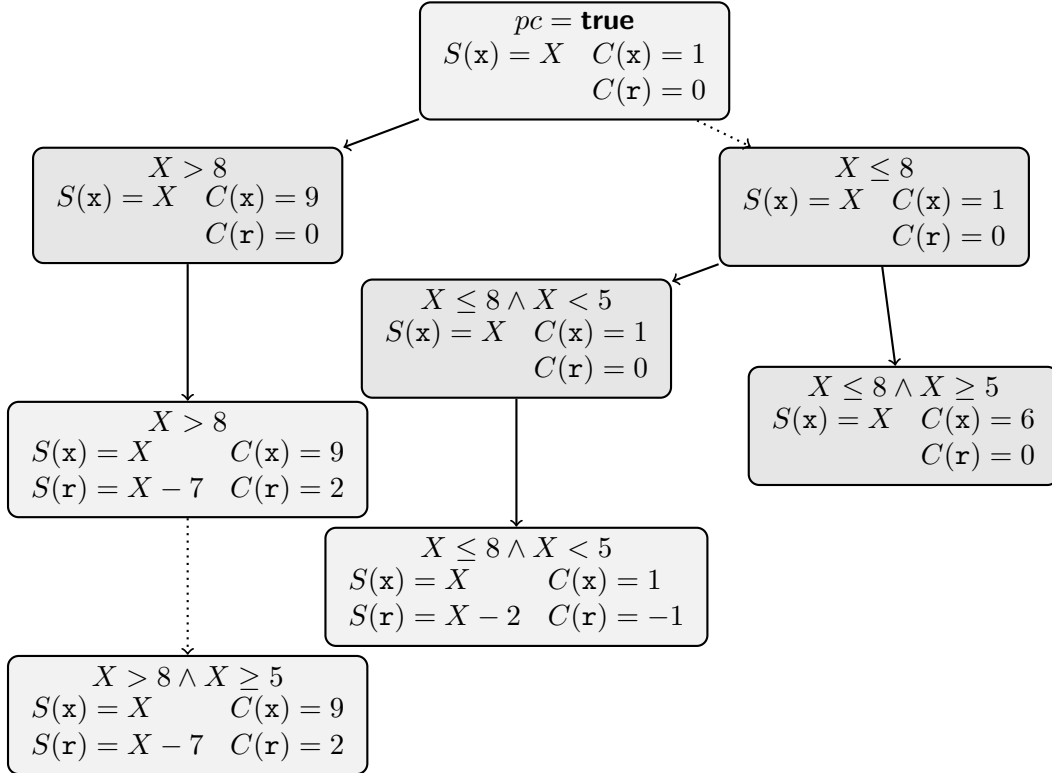 pc = true
S(x) = X C(x) = 1
C(r) = 0
X > 8
S(x) = X C(x) = 9
C(r) = 0
X ≤ 8
S(x) = X C(x) = 1
C(r) = 0
X ≤ 8 ∧ X < 5
S(x) = X C(x) = 1
C(r) = 0
X ≤ 8 ∧ X ≥ 5
S(x) = X C(x) = 6
C(r) = 0
X > 8
S(x) = X C(x) = 9
S(r) = X − 7 C(r) = 2
X ≤ 8 ∧ X < 5
S(x) = X C(x) = 1
S(r) = X − 2 C(r) = −1
X > 8 ∧ X ≥ 5
S(x) = X C(x) = 9
S(r) = X − 7 C(r) = 2